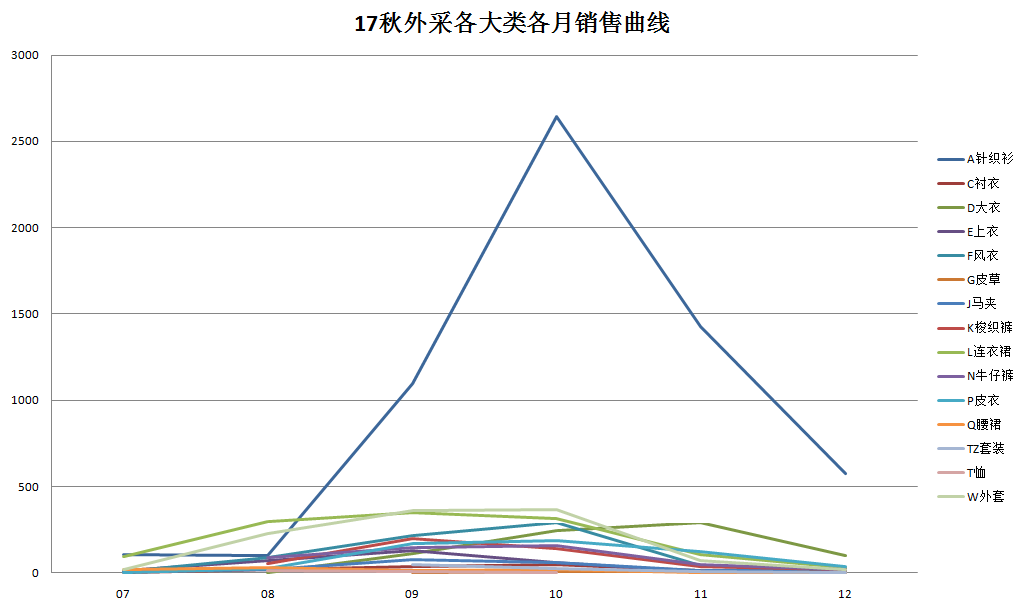 17秋外采各大类各月销售曲线
3000
2500
2000
1500
1000
500
0
07 08 09 10 11 12
A针织衫
C衬衣
D大衣
E上衣
F风衣
G皮草
J马夹
K梭织裤
L连衣裙
N牛仔裤
P皮衣
Q腰裙
TZ套装
T恤
W外套